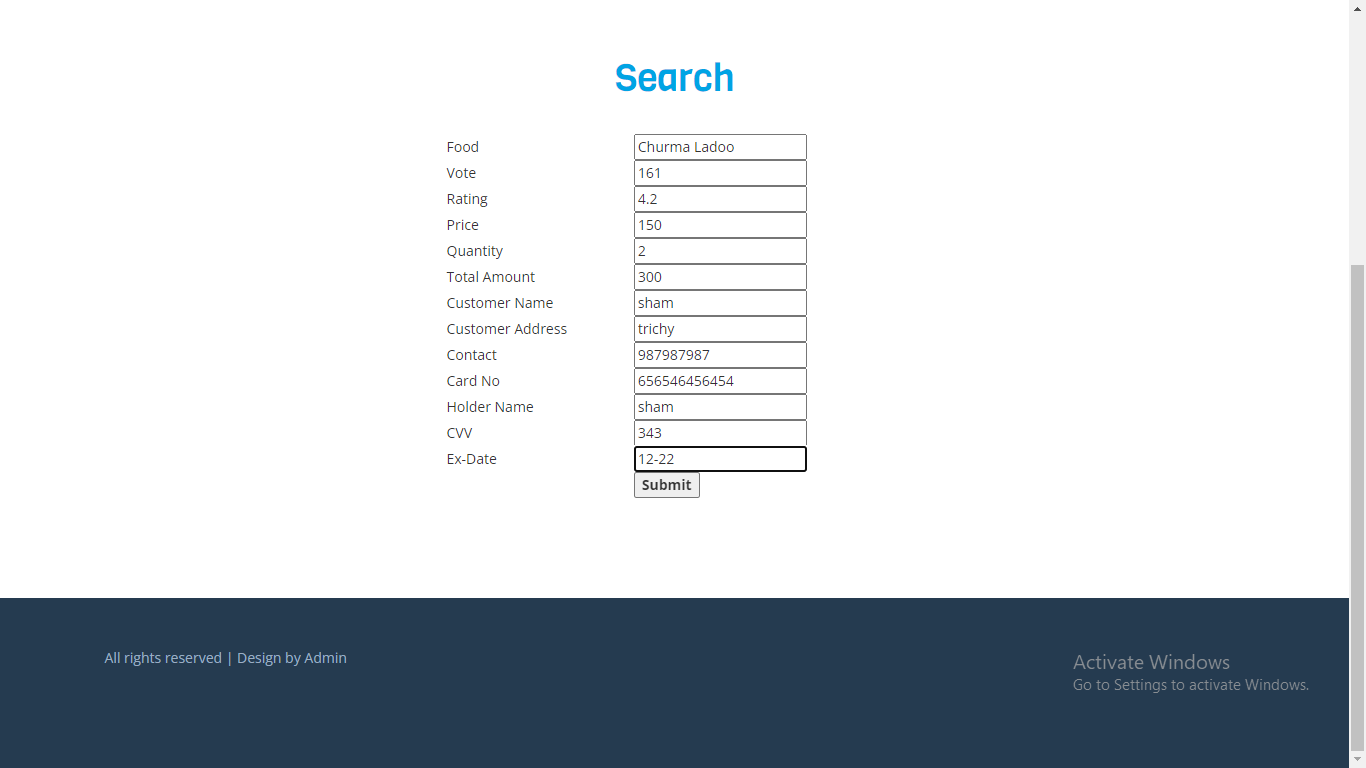 Search
Food Churma Ladoo
Vote 161
Rating 4.2
Price 150
Quantity 2
Total Amount 300
Customer Name sham
Customer Address trichy
Contact 987987987
Card No 656546456454
Holder Name sham
CVV 343
Ex-Date 12-22
Submit
All rights reserved | Design by Admin
Activate Windows
Go to Settings to activate Windows.